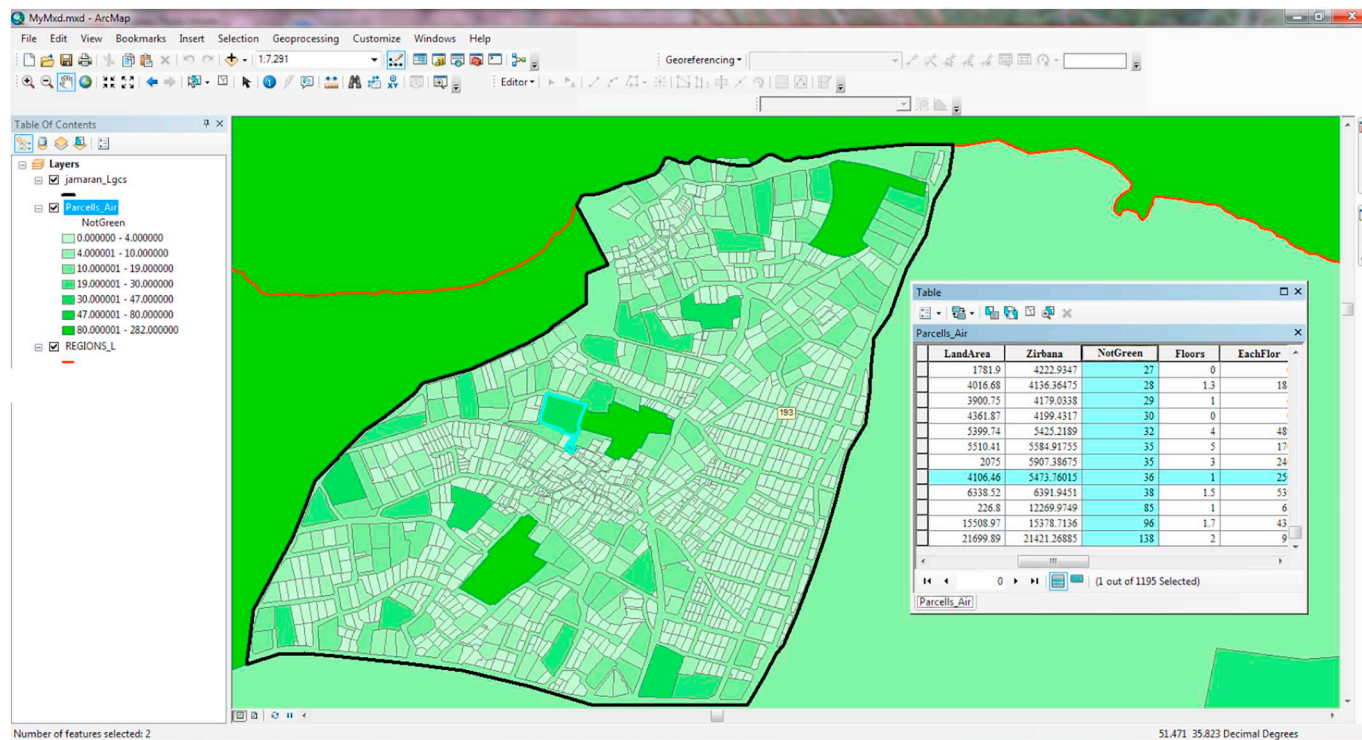 MyMxd.mxd - ArcMap
File Edit View Bookmarks Insert Selection Geoprocessing Customize Windows Help
1:7,291
Georeferencing
Editor
Table Of Contents
Layers
jamaran_Lgcs
Parcells_Air
NotGreen
0.000000 - 4.000000
4.000001 - 10.000000
10.000001 - 19.000000
19.000001 - 30.000000
30.000001 - 47.000000
47.000001 - 80.000000
80.000001 - 282.000000
REGIONS_L
193
Table
Parcells_Air
LandArea Zirbana NotGreen Floors EachFlor
1781.9 4222.9347 27 0
4016.68 4136.36475 28 1.3 18
3900.75 4179.0338 29 1
4361.87 4199.4317 30 0
5399.74 5425.2189 32 4 48
5510.41 5584.91755 35 5 17
2075 5907.38675 35 3 24
4106.46 5473.76015 36 1 25
6338.52 6391.9451 38 1.5 53
226.8 12269.9749 85 1 6
15508.97 15378.7136 96 1.7 43
21699.89 21421.26885 138 2 9
0 (1 out of 1195 Selected)
Parcells_Air
Number of features selected: 2
51.471 35.823 Decimal Degrees